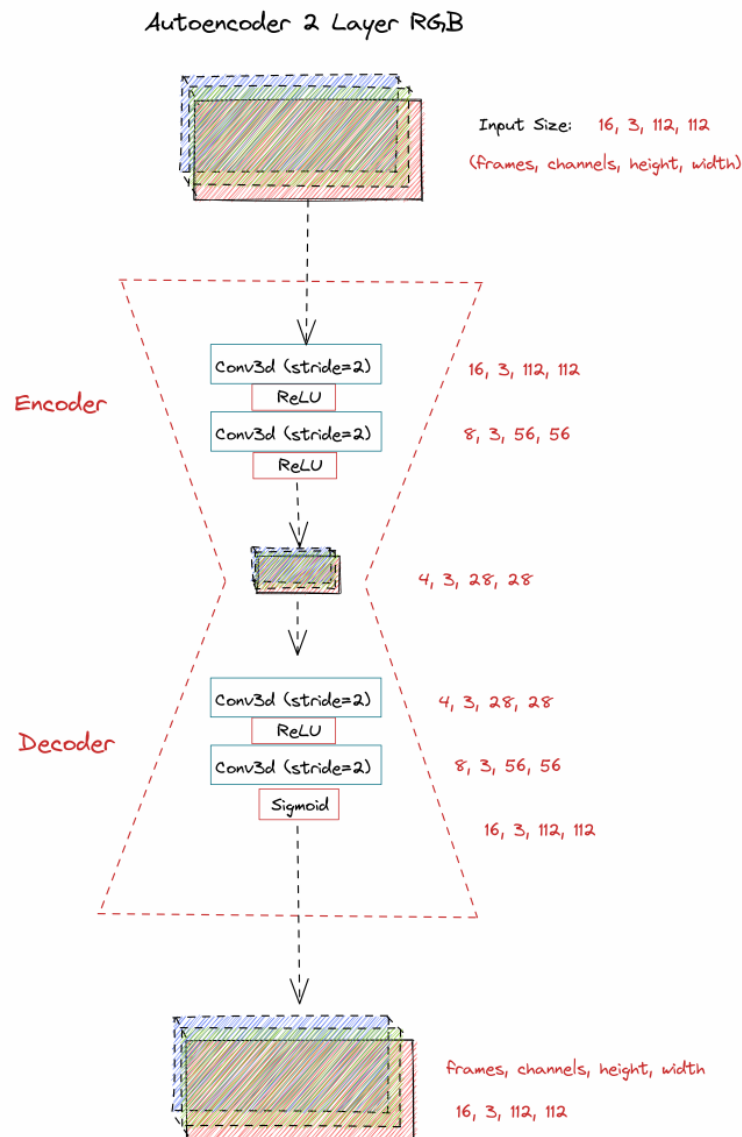 Autoencoder 2 Layer RGB
Input Size: 16, 3, 112, 112
(frames, channels, height, width)
Conv3d (stride=2)
16, 3, 112, 112
ReLU
Encoder
Conv3d (stride=2)
8, 3, 56, 56
ReLU
4, 3, 28, 28
Conv3d (stride=2)
4, 3, 28, 28
ReLU
Decoder
Conv3d (stride=2)
8, 3, 56, 56
Sigmoid
16, 3, 112, 112
frames, channels, height, width
16, 3, 112, 112